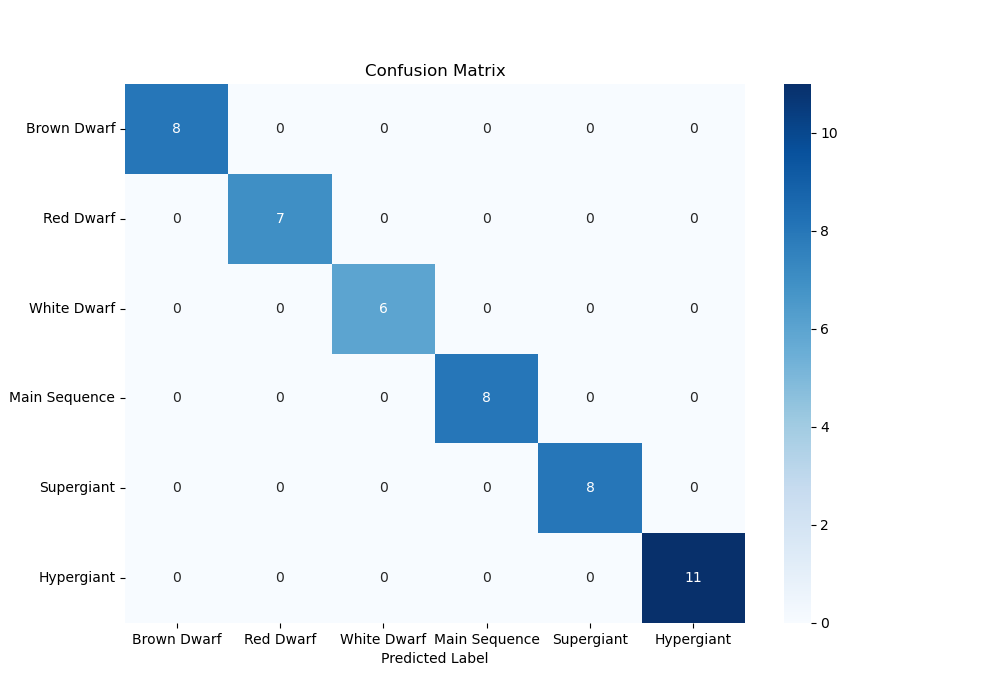 Confusion Matrix
Brown Dwarf 8 0 0 0 0 0 10
Red Dwarf 0 7 0 0 0 0 8
White Dwarf 0 0 6 0 0 0 6
Main Sequence 0 0 0 8 0 0 4
Supergiant 0 0 0 0 8 0 2
Hypergiant 0 0 0 0 0 11 0
Brown Dwarf Red Dwarf White Dwarf Main Sequence Supergiant Hypergiant
Predicted Label